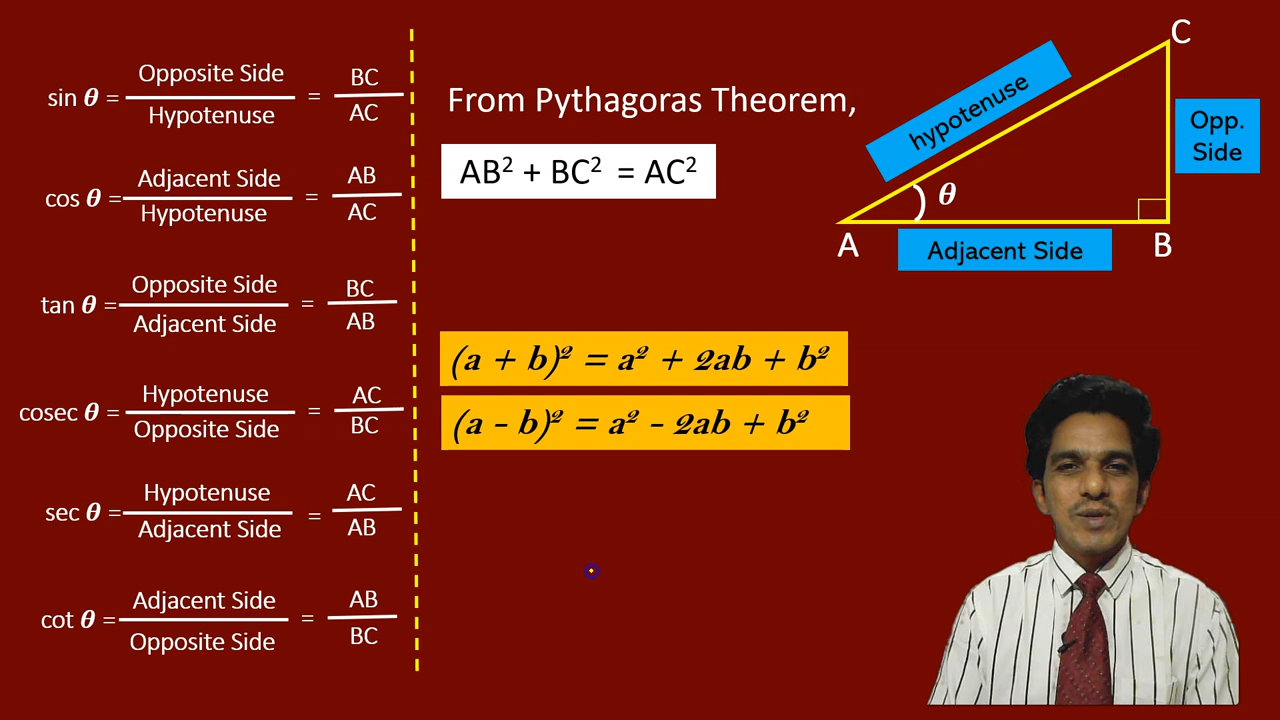 sin θ = Opposite Side / Hypotenuse = BC / AC
cos θ = Adjacent Side / Hypotenuse = AB / AC
tan θ = Opposite Side / Adjacent Side = BC / AB
cosec θ = Hypotenuse / Opposite Side = AC / BC
sec θ = Hypotenuse / Adjacent Side = AC / AB
cot θ = Adjacent Side / Opposite Side = AB / BC
From Pythagoras Theorem,
AB² + BC² = AC²
(a + b)² = a² + 2ab + b²
(a - b)² = a² - 2ab + b²
C
hypotenuse
Opp.
Side
θ
A
B
Adjacent Side